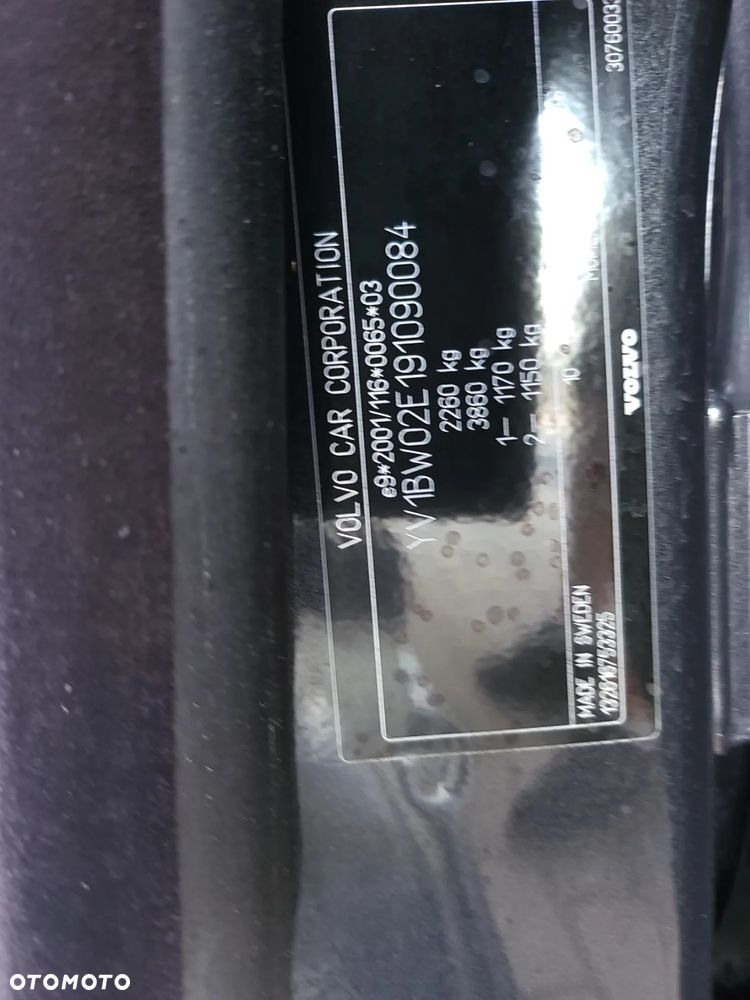 VOLVO CAR CORPORATION
e9*2001/116*0065*03
YV1BW02E191090084
2260 kg
3860 kg
1- 1170 kg
2- 1150 kg
10
MADE IN SWEDEN
VOLVO
OTOMOTO